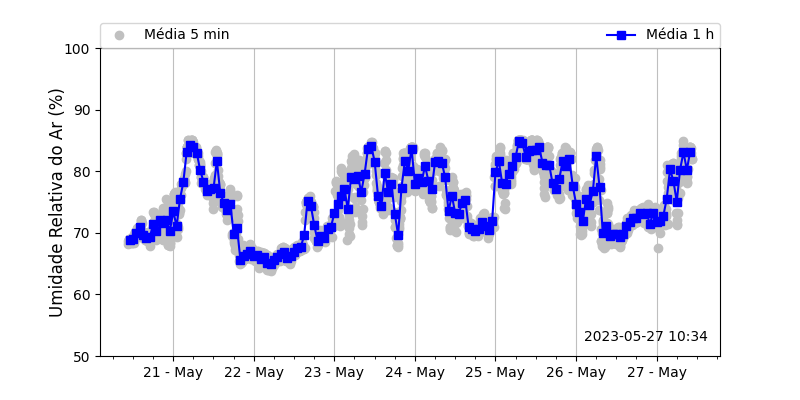 Média 5 min
Média 1 h
Umidade Relativa do Ar (%)
100
90
80
70
60
50
2023-05-27 10:34
21 - May
22 - May
23 - May
24 - May
25 - May
26 - May
27 - May